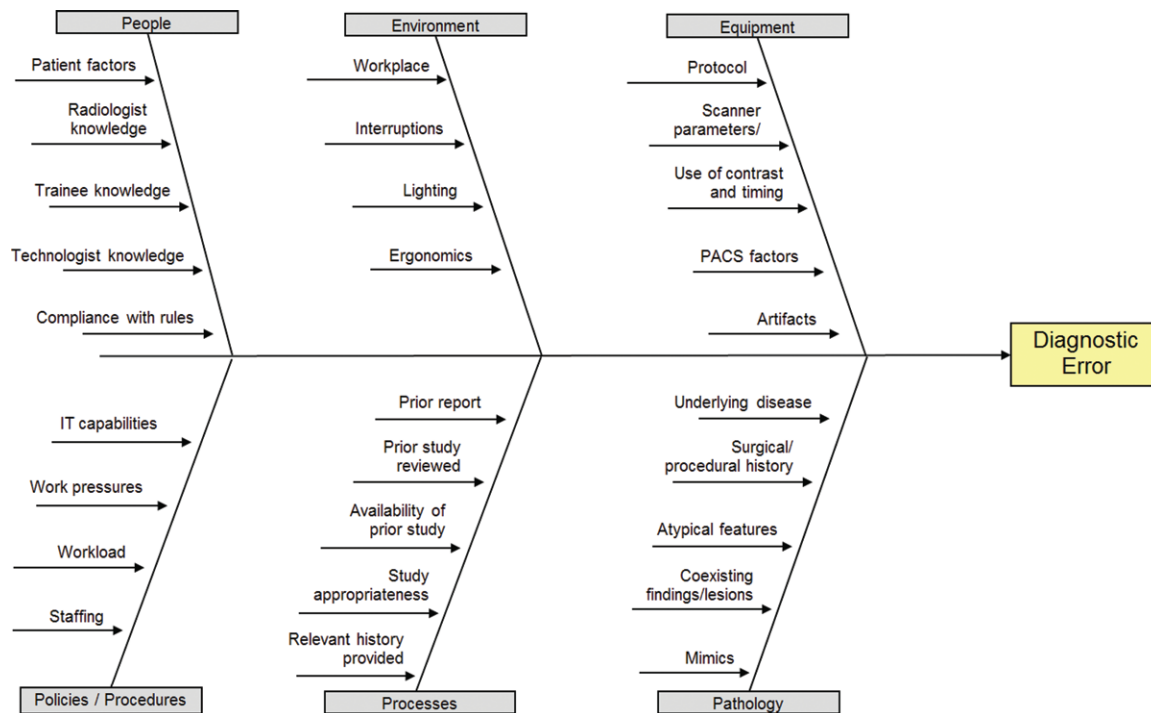 People
Patient factors
Radiologist
knowledge
Trainee knowledge
Technologist knowledge
Compliance with rules
Environment
Workplace
Interruptions
Lighting
Ergonomics
Equipment
Protocol
Scanner
parameters/
Use of contrast
and timing
PACS factors
Artifacts
Diagnostic
Error
IT capabilities
Work pressures
Workload
Staffing
Policies / Procedures
Prior report
Prior study
reviewed
Availability of
prior study
Study
appropriateness
Relevant history
provided
Processes
Underlying disease
Surgical/
procedural history
Atypical features
Coexisting
findings/lesions
Mimics
Pathology